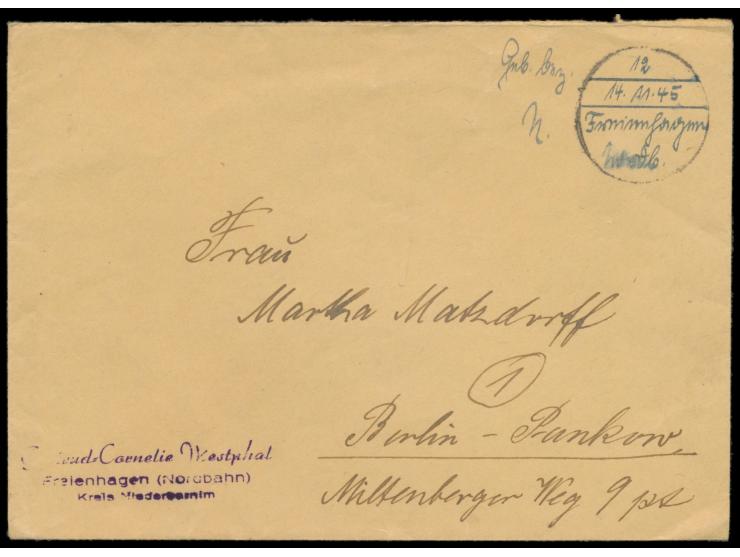 Geb. bez.
N.
12
14. 11. 45
Freienhagen
Nordb.
Frau
Martha Matzdorff
1
Berlin - Pankow,
Miltenberger Weg 9 pt
Cornelie Westphal
Freienhagen (Nordbahn)
Kreis Niederbarnim